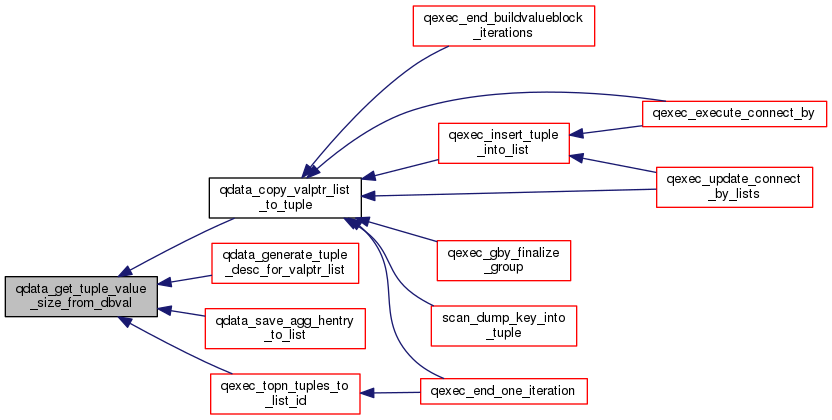 qexec_end_buildvalueblock
_iterations
qexec_execute_connect_by
qexec_insert_tuple
_into_list
qexec_update_connect
_by_lists
qdata_copy_valptr_list
_to_tuple
qexec_gby_finalize
_group
qdata_generate_tuple
_desc_for_valptr_list
qdata_get_tuple_value
_size_from_dbval
scan_dump_key_into
_tuple
qdata_save_agg_hentry
_to_list
qexec_topn_tuples_to
_list_id
qexec_end_one_iteration